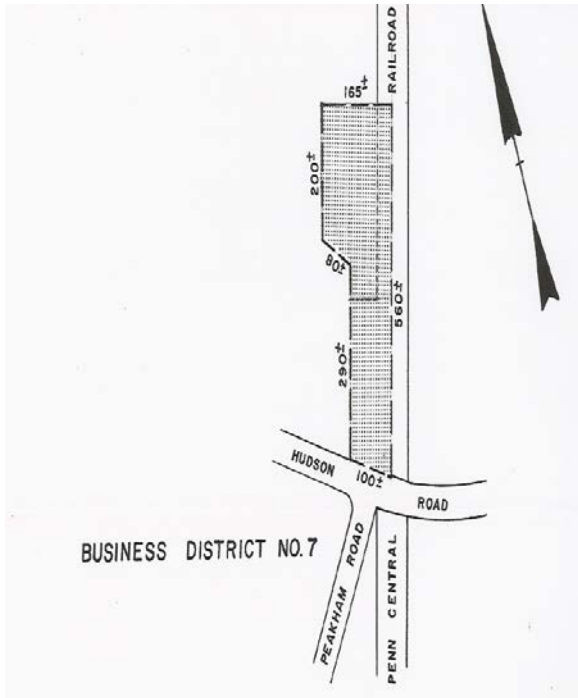 RAILROAD
165±
200±
80±
560±
290±
HUDSON
100±
ROAD
BUSINESS DISTRICT NO. 7
PEAKHAM ROAD
PENN CENTRAL